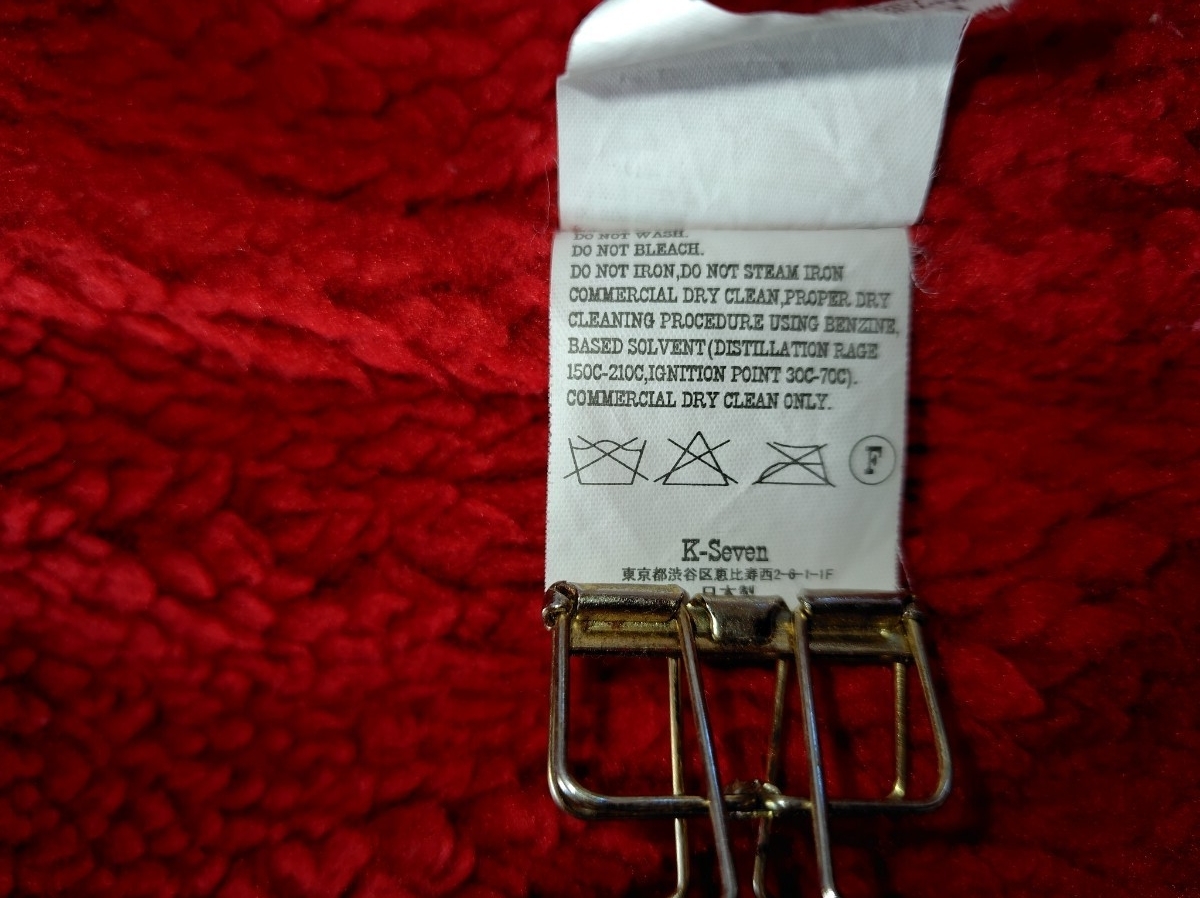 DO NOT WASH.
DO NOT BLEACH.
DO NOT IRON,DO NOT STEAM IRON
COMMERCIAL DRY CLEAN,PROPER DRY
CLEANING PROCEDURE USING BENZINE,
BASED SOLVENT(DISTILLATION RAGE
150C-210C,IGNITION POINT 30C-70C).
COMMERCIAL DRY CLEAN ONLY.
F
K-Seven
東京都渋谷区恵比寿西2-8-1-1F
日本製